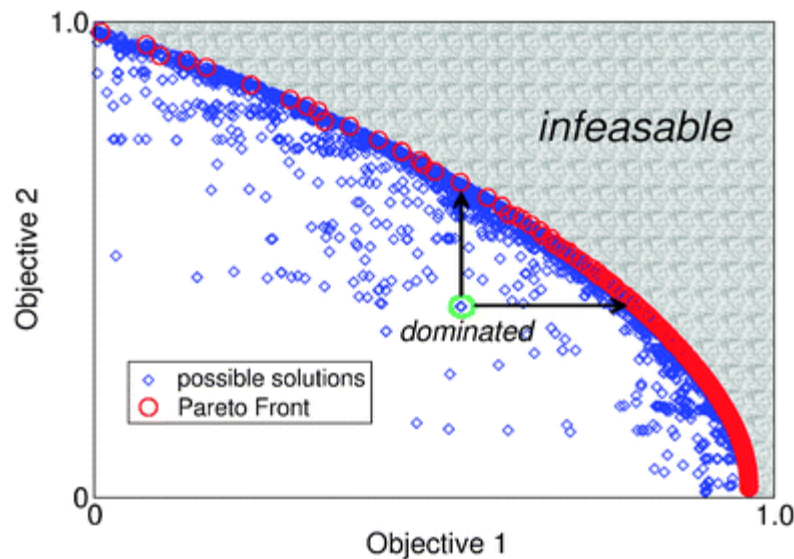 1.0
infeasable
Objective 2
dominated
possible solutions
Pareto Front
0
0
1.0
Objective 1